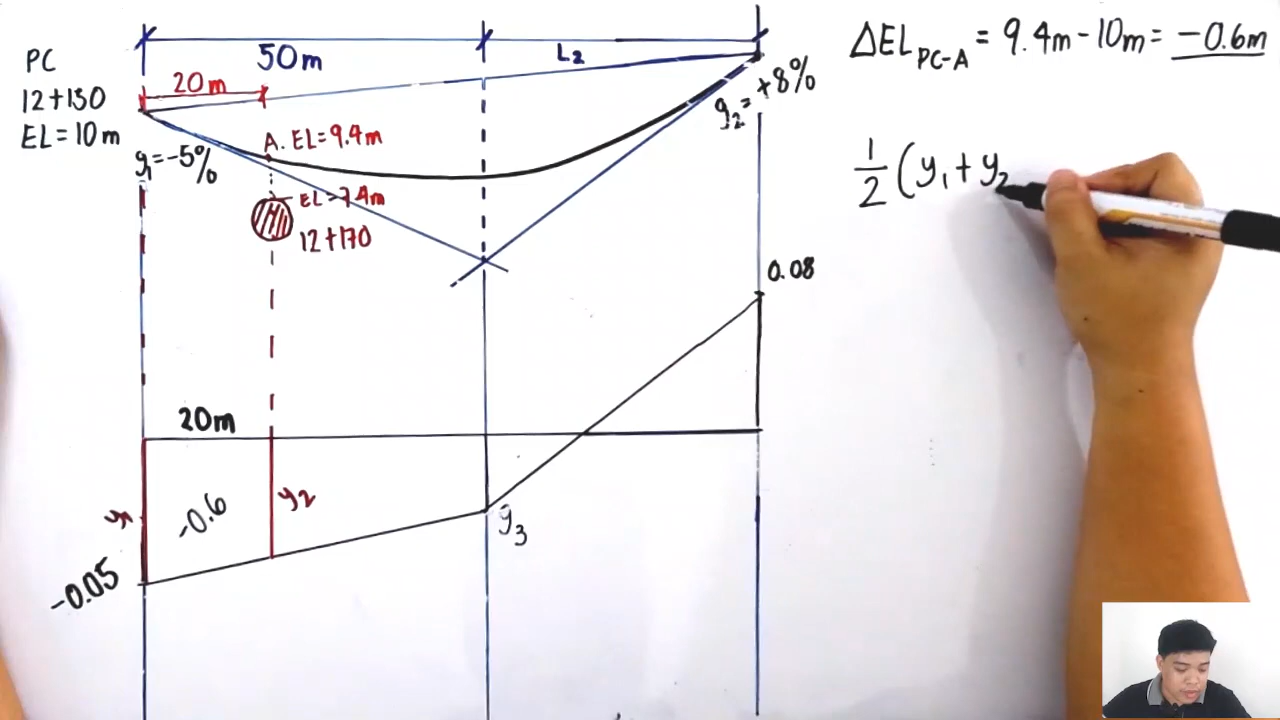 PC
12+150
EL=10m
50m
L2
20m
g1=-5%
A. EL=9.4m
EL=7.4m
12+170
g2=+8%
ΔEL PC-A = 9.4m-10m= -0.6m
1/2 (y1+y2
0.08
20m
y1
-0.6
y2
g3
-0.05